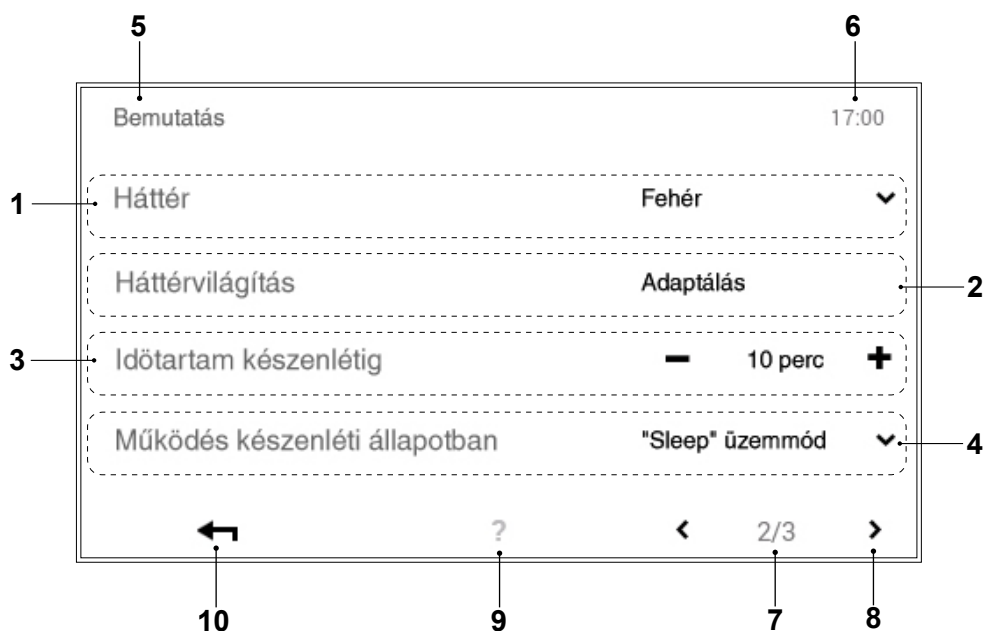 5 6
Bemutatás 17:00
1 Háttér Fehér
Háttérvilágítás Adaptálás 2
3 Idötartam készenlétig − 10 perc +
Működés készenléti állapotban "Sleep" üzemmód 4
? < 2/3 >
10 9 7 8